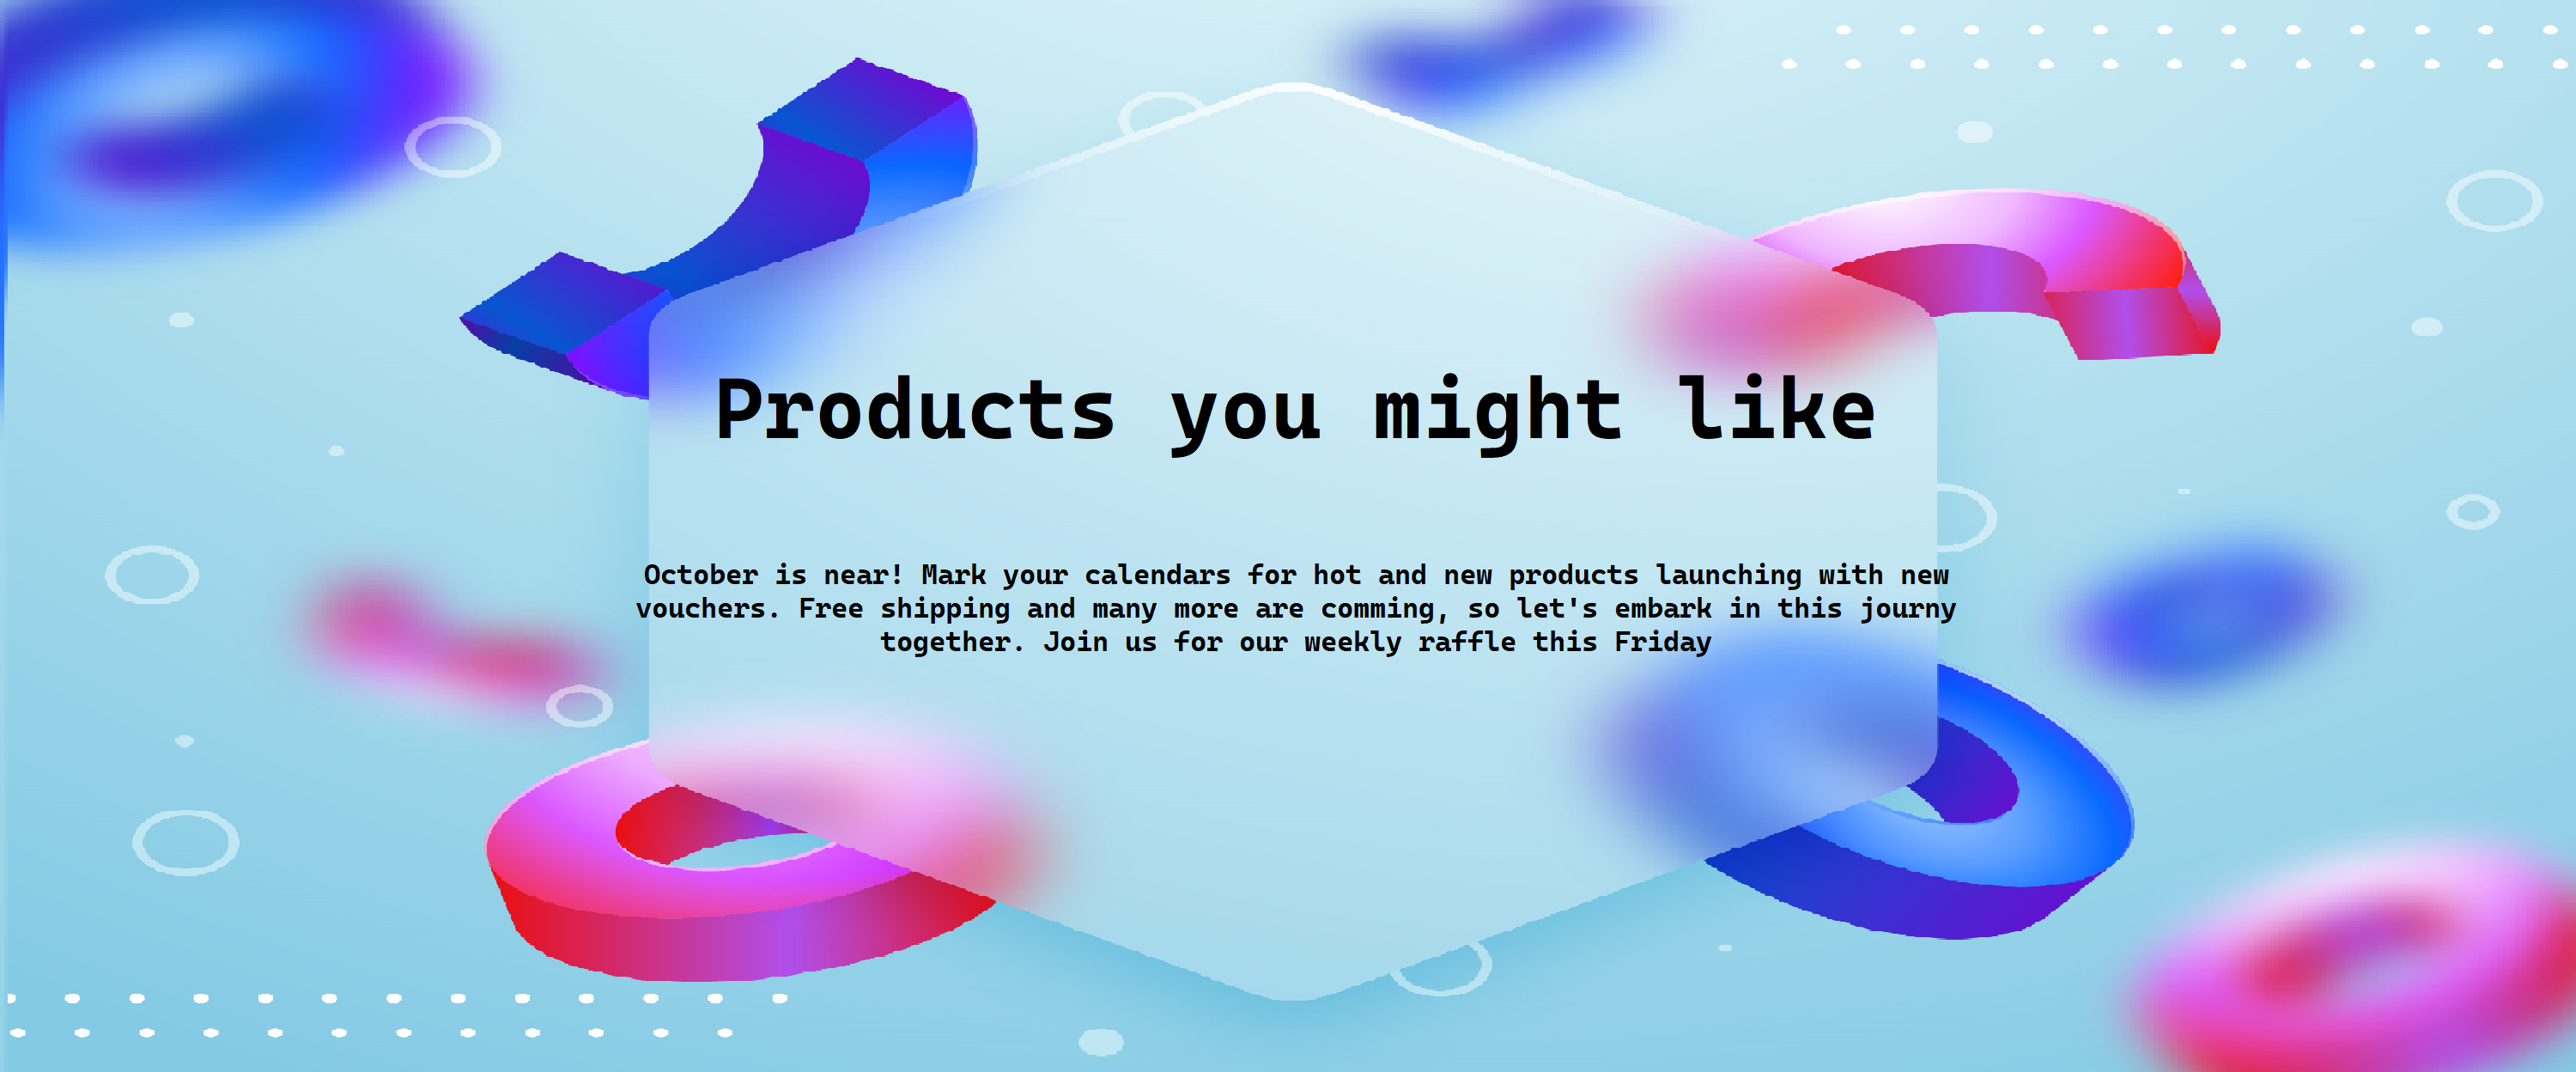 Products you might like
October is near! Mark your calendars for hot and new products launching with new
vouchers. Free shipping and many more are comming, so let's embark in this journy
together. Join us for our weekly raffle this Friday